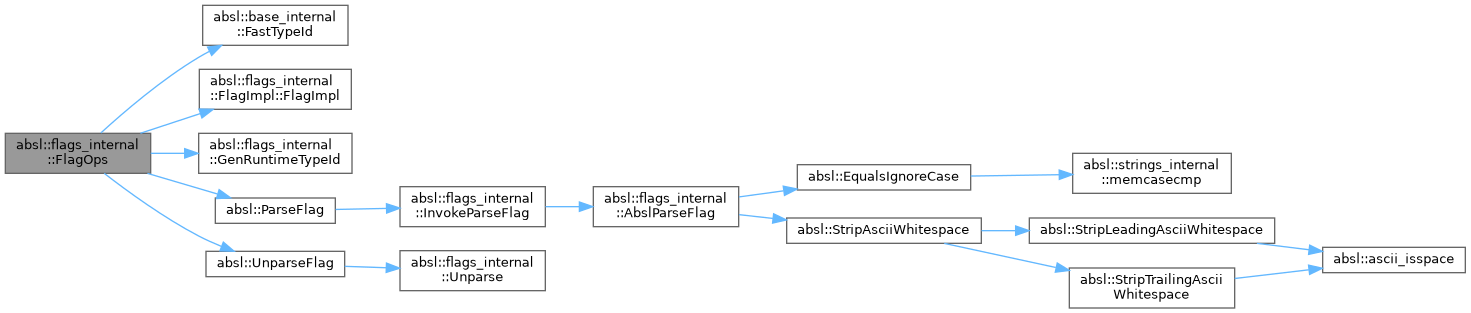 absl::flags_internal
::FlagOps
absl::base_internal
::FastTypeId
absl::flags_internal
::FlagImpl::FlagImpl
absl::flags_internal
::GenRuntimeTypeId
absl::ParseFlag
absl::UnparseFlag
absl::flags_internal
::InvokeParseFlag
absl::flags_internal
::Unparse
absl::flags_internal
::AbslParseFlag
absl::EqualsIgnoreCase
absl::StripAsciiWhitespace
absl::strings_internal
::memcasecmp
absl::StripLeadingAsciiWhitespace
absl::StripTrailingAscii
Whitespace
absl::ascii_isspace